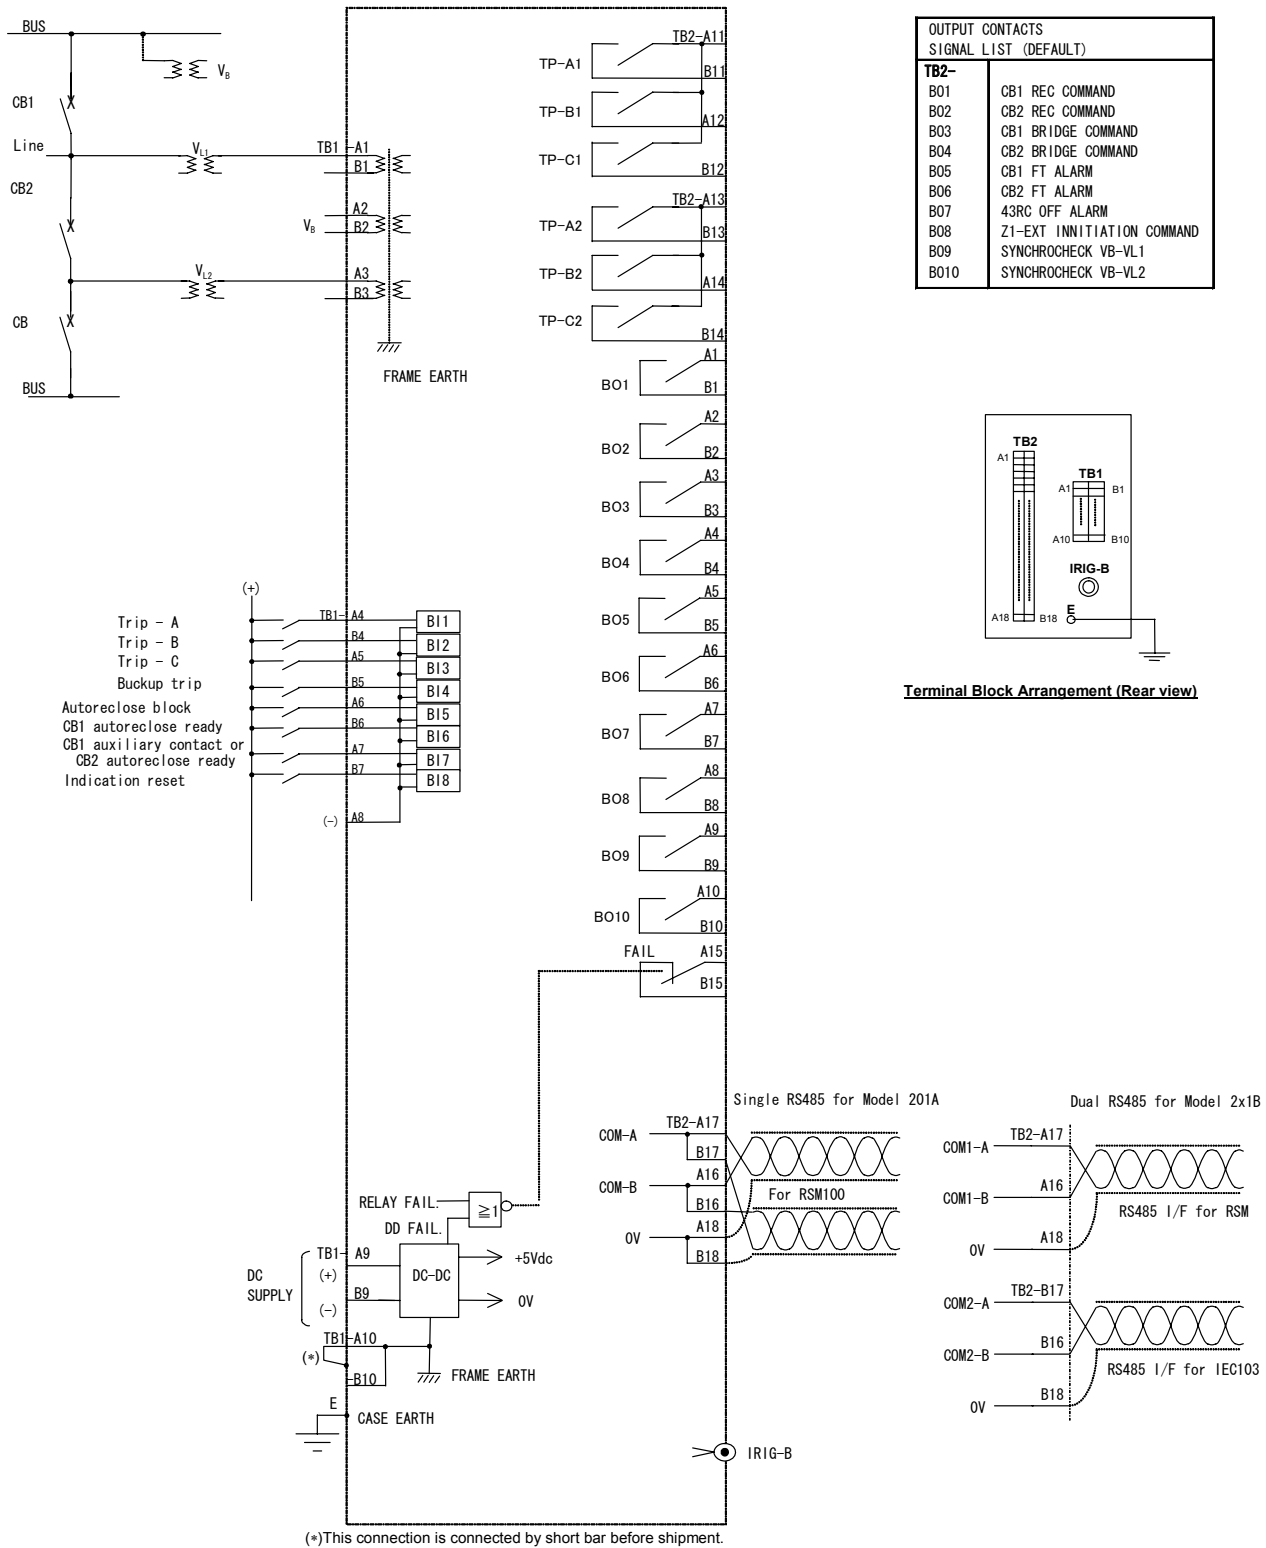 BUS
V_B
CB1
Line
V_L1
TB1 -A1
B1
CB2
A2
V_B
B2
V_L2
A3
B3
CB
FRAME EARTH
BUS
TB2-A11
TP-A1
B11
TP-B1
A12
TP-C1
B12
TB2-A13
TP-A2
B13
TP-B2
A14
TP-C2
B14
A1
BO1
B1
A2
BO2
B2
A3
BO3
B3
A4
BO4
B4
A5
BO5
B5
A6
BO6
B6
A7
BO7
B7
A8
BO8
B8
A9
BO9
B9
A10
BO10
B10
FAIL
A15
B15
OUTPUT CONTACTS
SIGNAL LIST (DEFAULT)
TB2-
BO1 CB1 REC COMMAND
BO2 CB2 REC COMMAND
BO3 CB1 BRIDGE COMMAND
BO4 CB2 BRIDGE COMMAND
BO5 CB1 FT ALARM
BO6 CB2 FT ALARM
BO7 43RC OFF ALARM
BO8 Z1-EXT INNITIATION COMMAND
BO9 SYNCHROCHECK VB-VL1
BO10 SYNCHROCHECK VB-VL2
TB2
A1
TB1
A1 B1
A10 B10
IRIG-B
A18 B18 E
Terminal Block Arrangement (Rear view)
(+)
Trip - A TB1- A4 BI1
Trip - B B4 BI2
Trip - C A5 BI3
Buckup trip B5 BI4
Autoreclose block A6 BI5
CB1 autoreclose ready B6 BI6
CB1 auxiliary contact or
CB2 autoreclose ready A7 BI7
Indication reset B7 BI8
(-) A8
RELAY FAIL.
≧1
DD FAIL.
DC
SUPPLY
TB1- A9
(+)
B9
(-)
DC-DC
+5Vdc
0V
TB1-A10
(*)
-B10
FRAME EARTH
E
CASE EARTH
Single RS485 for Model 201A
COM-A TB2-A17
B17
COM-B A16
B16
For RSM100
0V A18
B18
Dual RS485 for Model 2x1B
COM1-A TB2-A17
COM1-B A16
RS485 I/F for RSM
0V A18
COM2-A TB2-B17
COM2-B B16
RS485 I/F for IEC103
0V B18
IRIG-B
(*)This connection is connected by short bar before shipment.